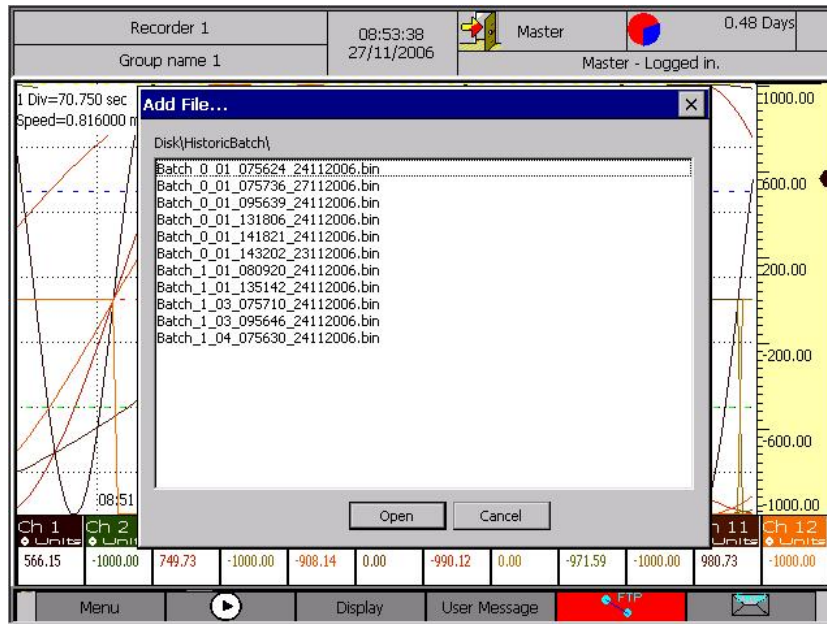 Recorder 1
Group name 1
08:53:38
27/11/2006
Master
0.48 Days
Master - Logged in.
1 Div=70.750 sec
Speed=0.816000 m
Add File...
Disk\HistoricBatch\
Batch_0_01_075624_24112006.bin
Batch_0_01_075736_27112006.bin
Batch_0_01_095639_24112006.bin
Batch_0_01_131806_24112006.bin
Batch_0_01_141821_24112006.bin
Batch_0_01_143202_23112006.bin
Batch_1_01_080920_24112006.bin
Batch_1_01_135142_24112006.bin
Batch_1_03_075710_24112006.bin
Batch_1_03_095646_24112006.bin
Batch_1_04_075630_24112006.bin
Open
Cancel
1000.00
600.00
200.00
-200.00
-600.00
-1000.00
08:51
Ch 1
Units
Ch 2
Units
11
Units
Ch 12
Units
566.15 -1000.00 749.73 -1000.00 -908.14 0.00 -990.12 0.00 -971.59 -1000.00 980.73 -1000.00
Menu
Display
User Message
FTP